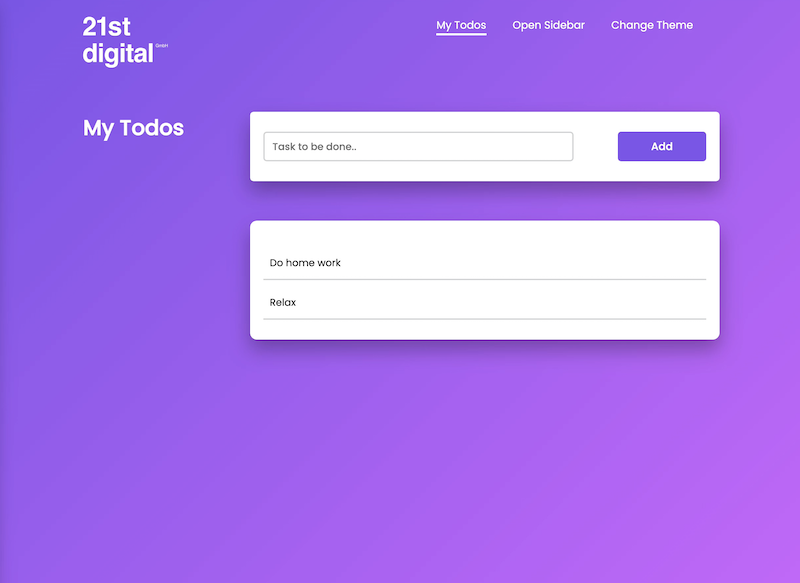 21st
digital GmbH
My Todos
Open Sidebar
Change Theme
My Todos
Task to be done..
Add
Do home work
Relax